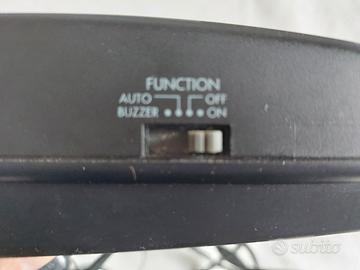 FUNCTION
AUTO OFF
BUZZER ON
subito